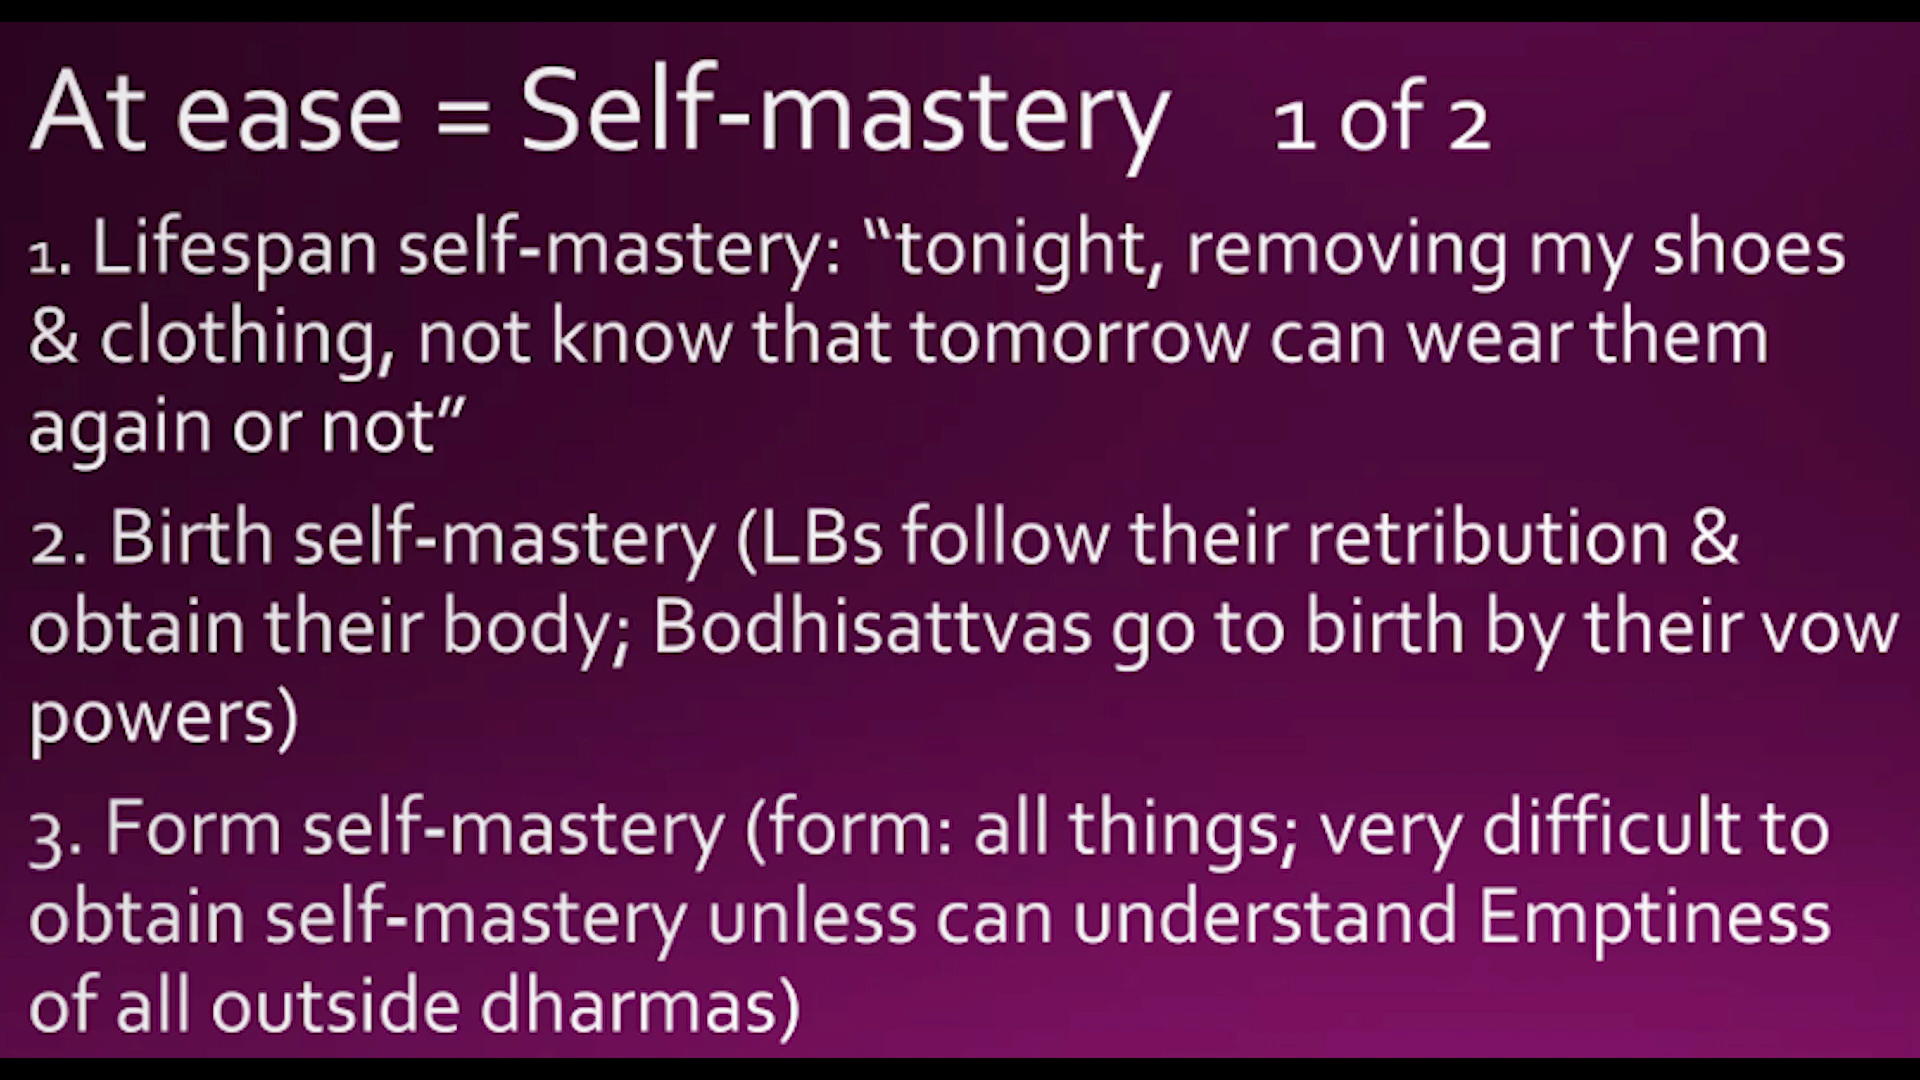 At ease = Self-mastery 1 of 2
1. Lifespan self-mastery: “tonight, removing my shoes
& clothing, not know that tomorrow can wear them
again or not”
2. Birth self-mastery (LBs follow their retribution &
obtain their body; Bodhisattvas go to birth by their vow
powers)
3. Form self-mastery (form: all things; very difficult to
obtain self-mastery unless can understand Emptiness
of all outside dharmas)